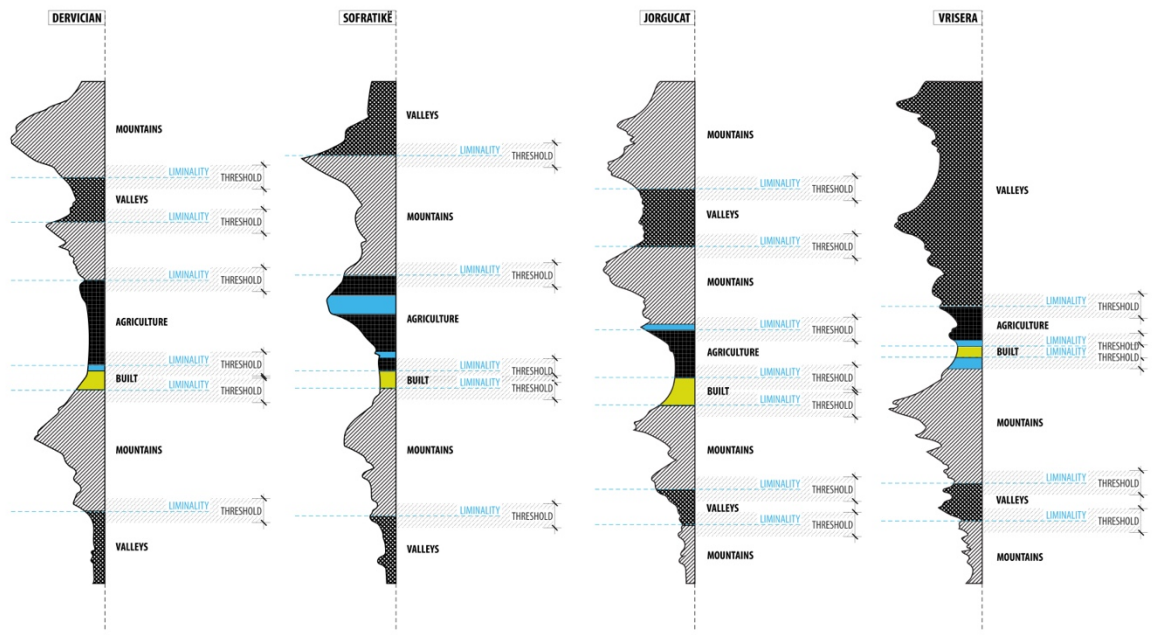 DERVICIAN
MOUNTAINS
LIMINALITY
THRESHOLD
VALLEYS
LIMINALITY
THRESHOLD
LIMINALITY
THRESHOLD
AGRICULTURE
LIMINALITY
THRESHOLD
BUILT
LIMINALITY
THRESHOLD
MOUNTAINS
LIMINALITY
THRESHOLD
VALLEYS
SOFRATIKË
VALLEYS
LIMINALITY
THRESHOLD
MOUNTAINS
LIMINALITY
THRESHOLD
AGRICULTURE
LIMINALITY
THRESHOLD
BUILT
LIMINALITY
THRESHOLD
MOUNTAINS
LIMINALITY
THRESHOLD
VALLEYS
JORGUCAT
MOUNTAINS
LIMINALITY
THRESHOLD
VALLEYS
LIMINALITY
THRESHOLD
MOUNTAINS
LIMINALITY
THRESHOLD
AGRICULTURE
LIMINALITY
THRESHOLD
BUILT
LIMINALITY
THRESHOLD
MOUNTAINS
LIMINALITY
THRESHOLD
VALLEYS
LIMINALITY
THRESHOLD
MOUNTAINS
VRISERA
VALLEYS
LIMINALITY
THRESHOLD
AGRICULTURE
LIMINALITY
THRESHOLD
BUILT
LIMINALITY
THRESHOLD
MOUNTAINS
LIMINALITY
THRESHOLD
VALLEYS
LIMINALITY
THRESHOLD
MOUNTAINS